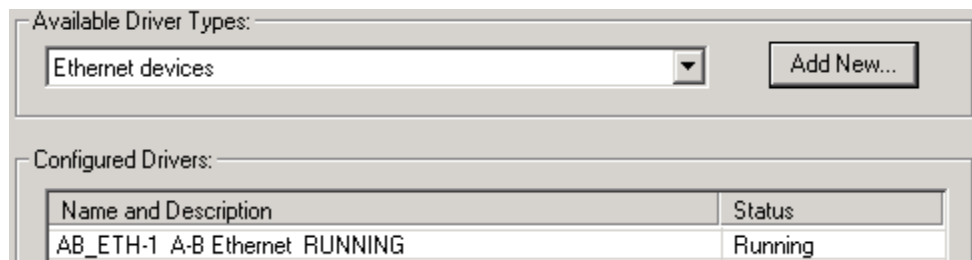 Available Driver Types:
Ethernet devices
Add New...
Configured Drivers:
Name and Description Status
AB_ETH-1 A-B Ethernet RUNNING Running